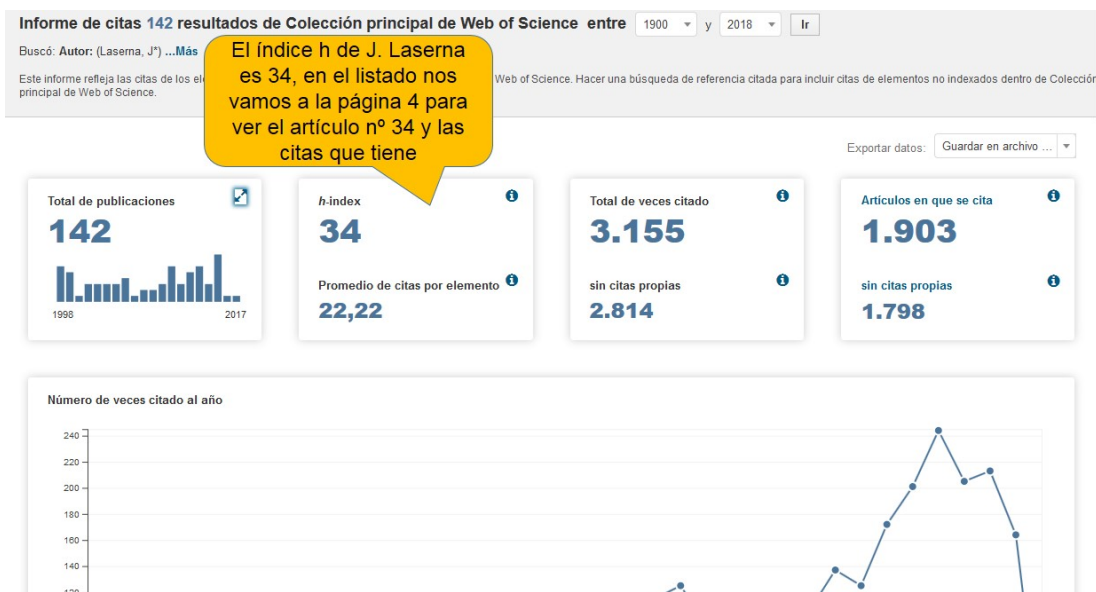 Informe de citas 142 resultados de Colección principal de Web of Science entre 1900 y 2018 Ir
Buscó: Autor: (Laserna, J*) ...Más
Este informe refleja las citas de los el
Web of Science. Hacer una búsqueda de referencia citada para incluir citas de elementos no indexados dentro de Colección
principal de Web of Science.
El índice h de J. Laserna
es 34, en el listado nos
vamos a la página 4 para
ver el artículo nº 34 y las
citas que tiene
Exportar datos: Guardar en archivo ...
Total de publicaciones
142
1998 2017
h-index
34
Promedio de citas por elemento
22,22
Total de veces citado
3.155
sin citas propias
2.814
Artículos en que se cita
1.903
sin citas propias
1.798
Número de veces citado al año
240
220
200
180
160
140
120